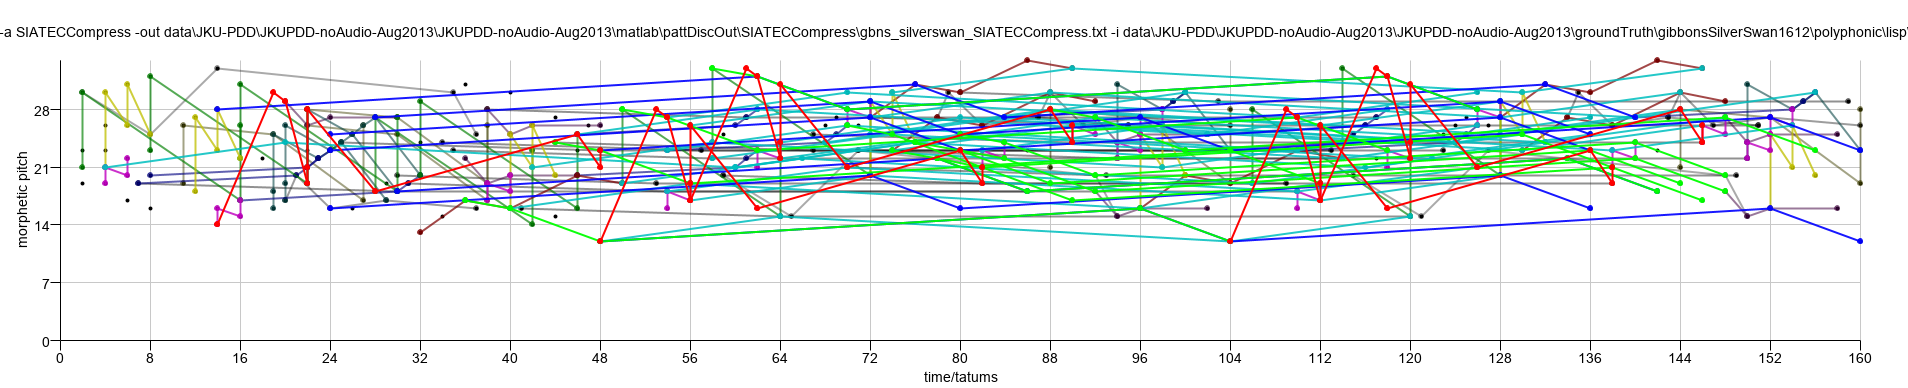 -a SIATECCompress -out data\JKU-PDD\JKUPDD-noAudio-Aug2013\JKUPDD-noAudio-Aug2013\matlab\pattDiscOut\SIATECCompress\gbns_silverswan_SIATECCompress.txt -i data\JKU-PDD\JKUPDD-noAudio-Aug2013\JKUPDD-noAudio-Aug2013\groundTruth\gibbonsSilverSwan1612\polyphonic\lisp\
morphetic pitch
28
21
14
7
0
0 8 16 24 32 40 48 56 64 72 80 88 96 104 112 120 128 136 144 152 160
time/tatums